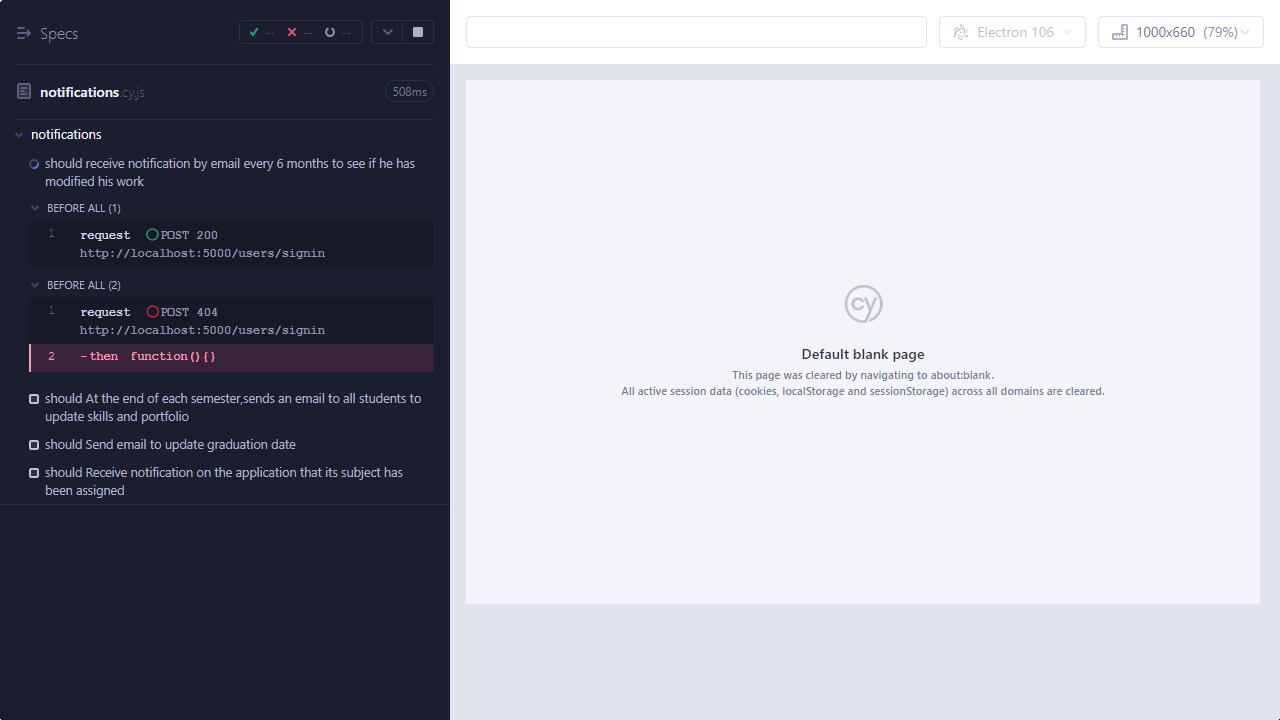 Specs
-- -- --
notifications.cy.js
508ms
notifications
should receive notification by email every 6 months to see if he has
modified his work
BEFORE ALL (1)
1 request POST 200
http://localhost:5000/users/signin
BEFORE ALL (2)
1 request POST 404
http://localhost:5000/users/signin
2 -then function(){}
should At the end of each semester,sends an email to all students to
update skills and portfolio
should Send email to update graduation date
should Receive notification on the application that its subject has
been assigned
Electron 106
1000x660 (79%)
cy
Default blank page
This page was cleared by navigating to about:blank.
All active session data (cookies, localStorage and sessionStorage) across all domains are cleared.